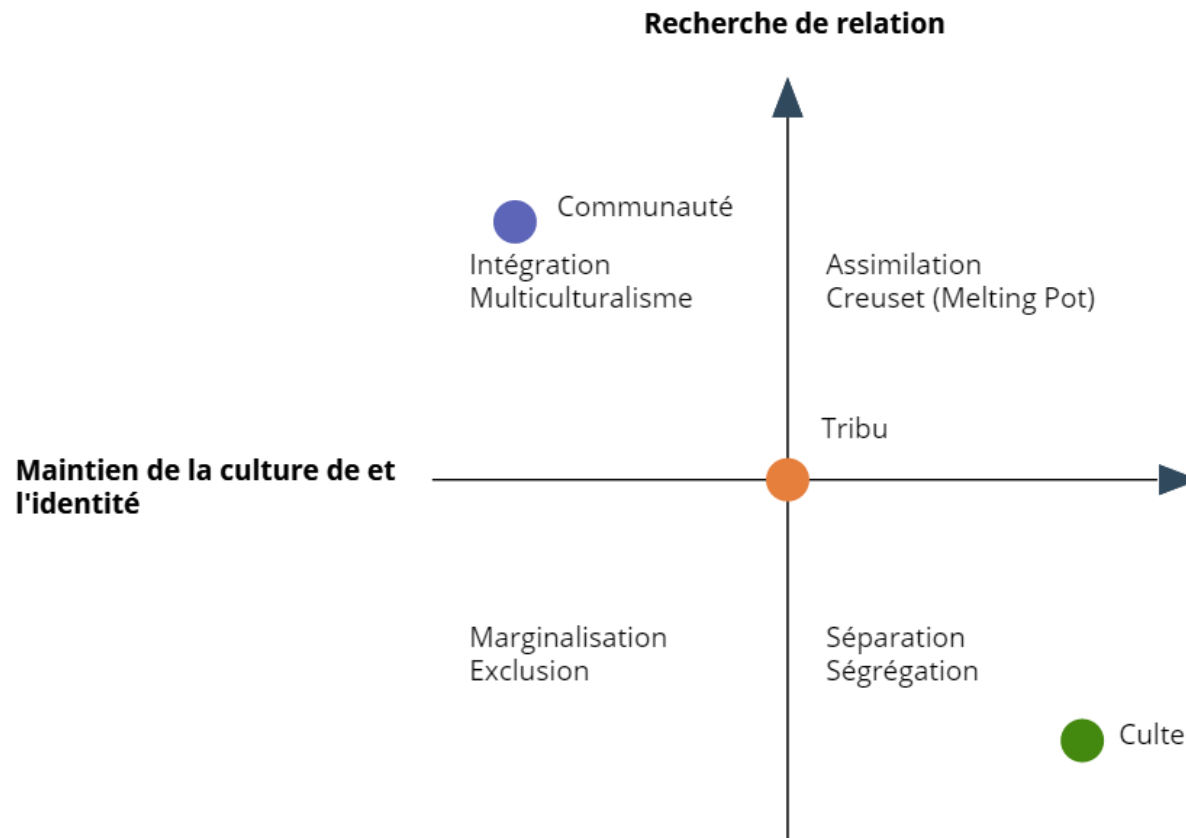 Recherche de relation
Communauté
Intégration
Multiculturalisme
Assimilation
Creuset (Melting Pot)
Tribu
Maintien de la culture de et
l'identité
Marginalisation
Exclusion
Séparation
Ségrégation
Culte